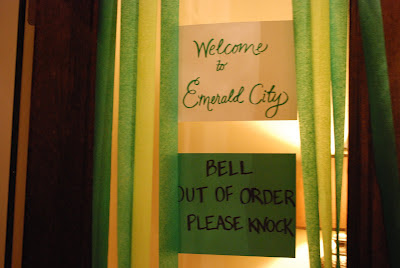 Welcome
to
Emerald City
BELL
OUT OF ORDER
PLEASE KNOCK